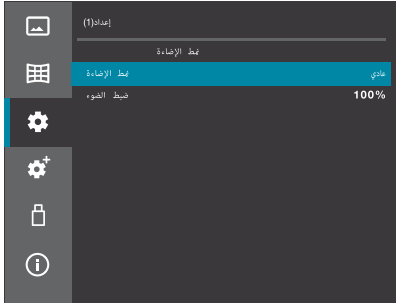 إعداد(1)
نمط الإضاءة
نمط الإضاءة عادي
ضبط الضوء 100%